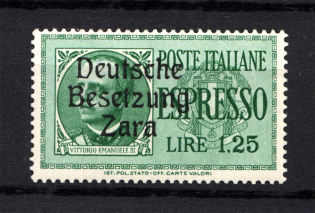 Deutsche
Besetzung
Zara
POSTE ITALIANE
ESPRESSO
LIRE 1.25
VITTORIO EMANUELE III
IST. POL. STATO - OFF. CARTE VALORI